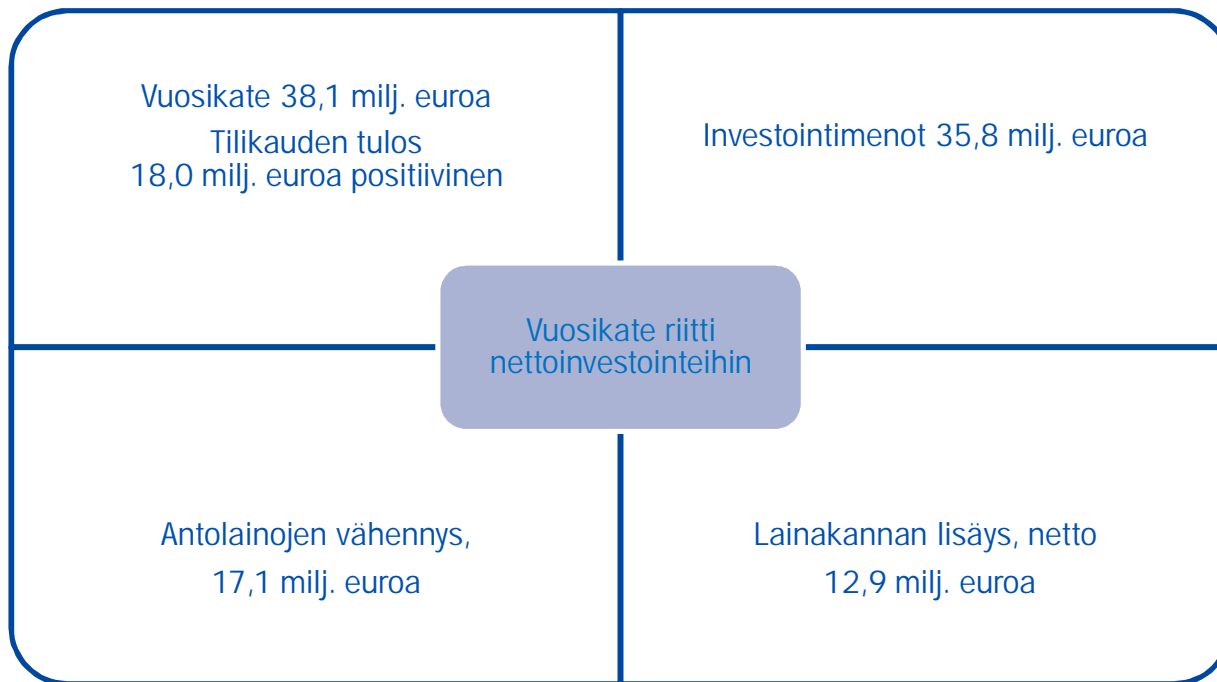 Vuosikate 38,1 milj. euroa
Tilikauden tulos
18,0 milj. euroa positiivinen
Investointimenot 35,8 milj. euroa
Vuosikate riitti
nettoinvestointeihin
Antolainojen vähennys,
17,1 milj. euroa
Lainakannan lisäys, netto
12,9 milj. euroa